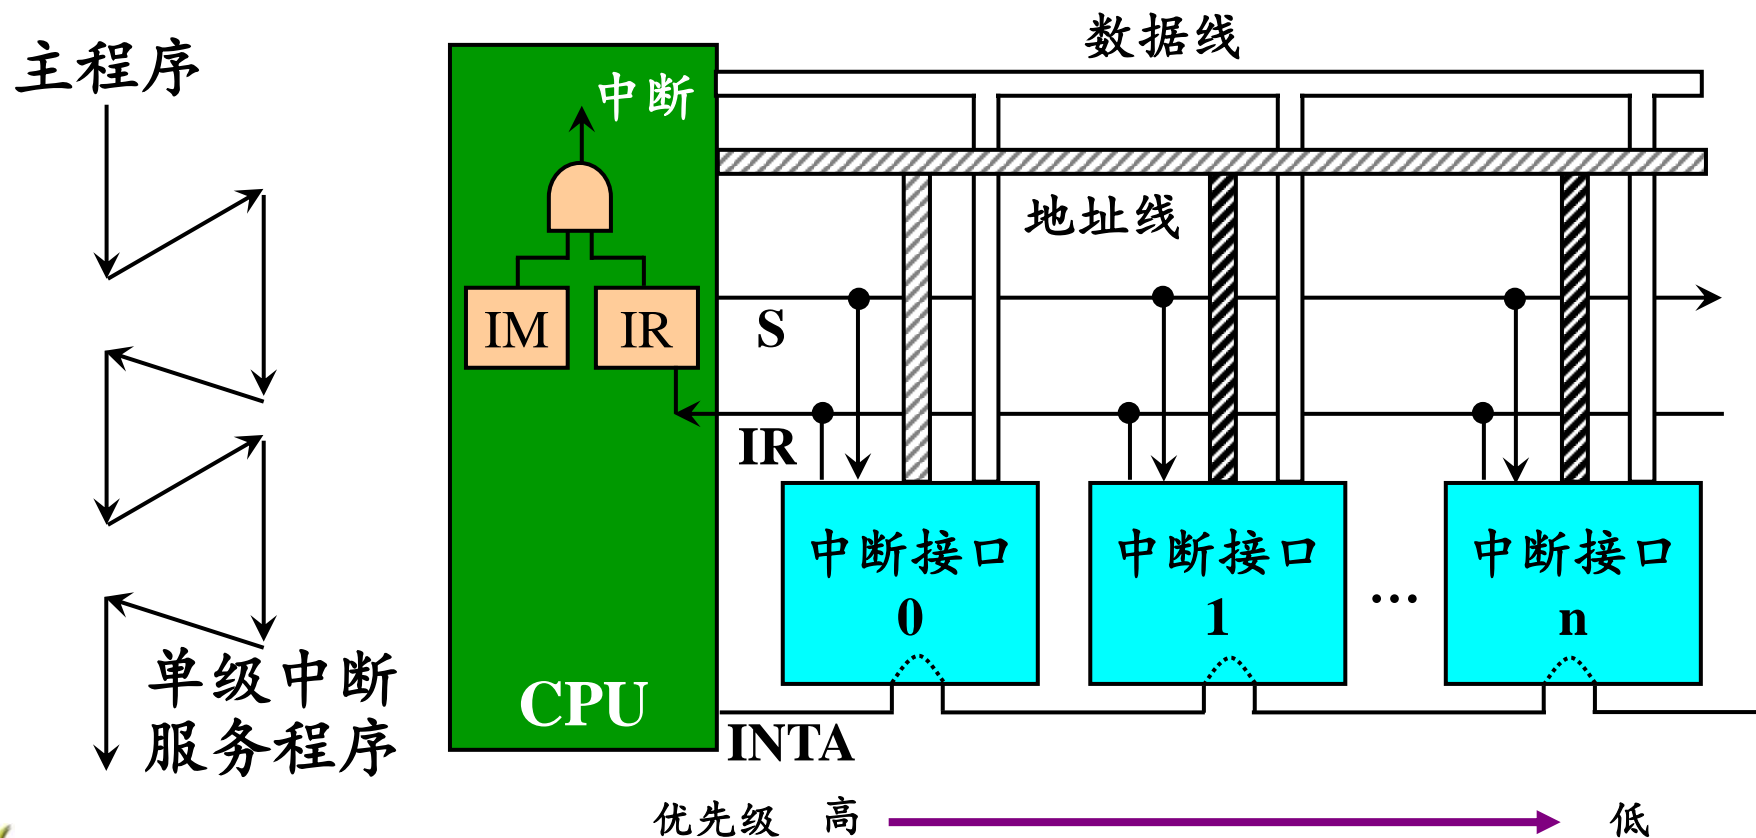 主程序
单级中断
服务程序
中断
IM
IR
CPU
数据线
地址线
S
IR
中断接口
0
中断接口
1
…
中断接口
n
INTA
优先级 高 低